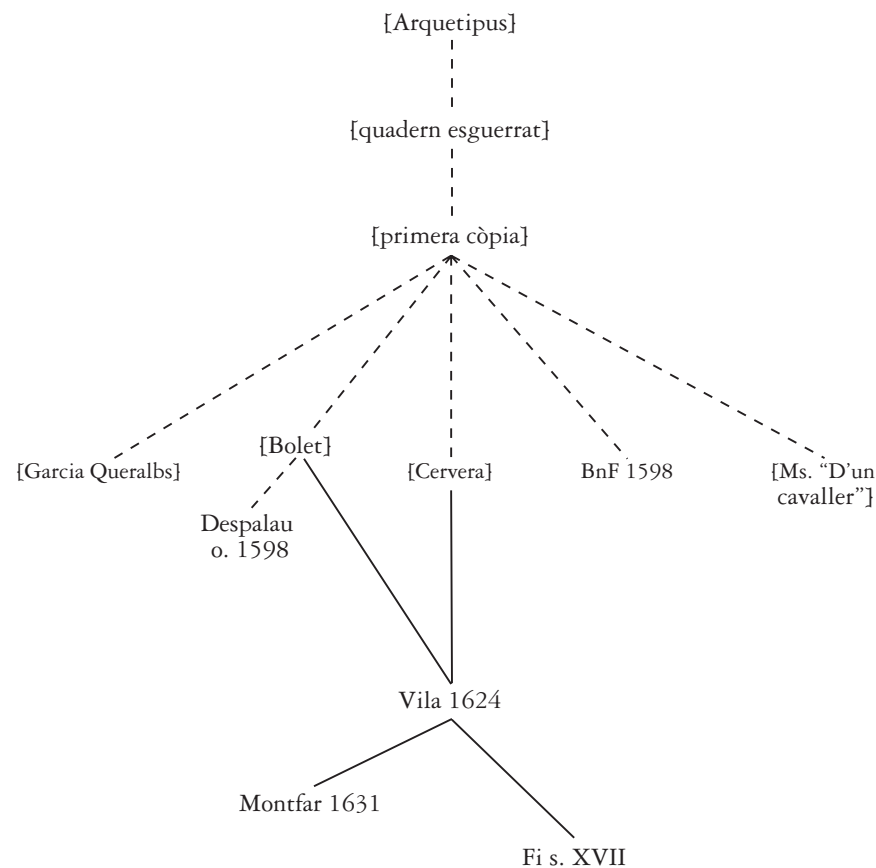 {Arquetipus}
{quadern esguerrat}
{primera còpia}
{Garcia Queralbs}
{Bolet}
{Cervera}
BnF 1598
{Ms. “D’un
cavaller”}
Despalau
o. 1598
Vila 1624
Montfar 1631
Fi s. XVII